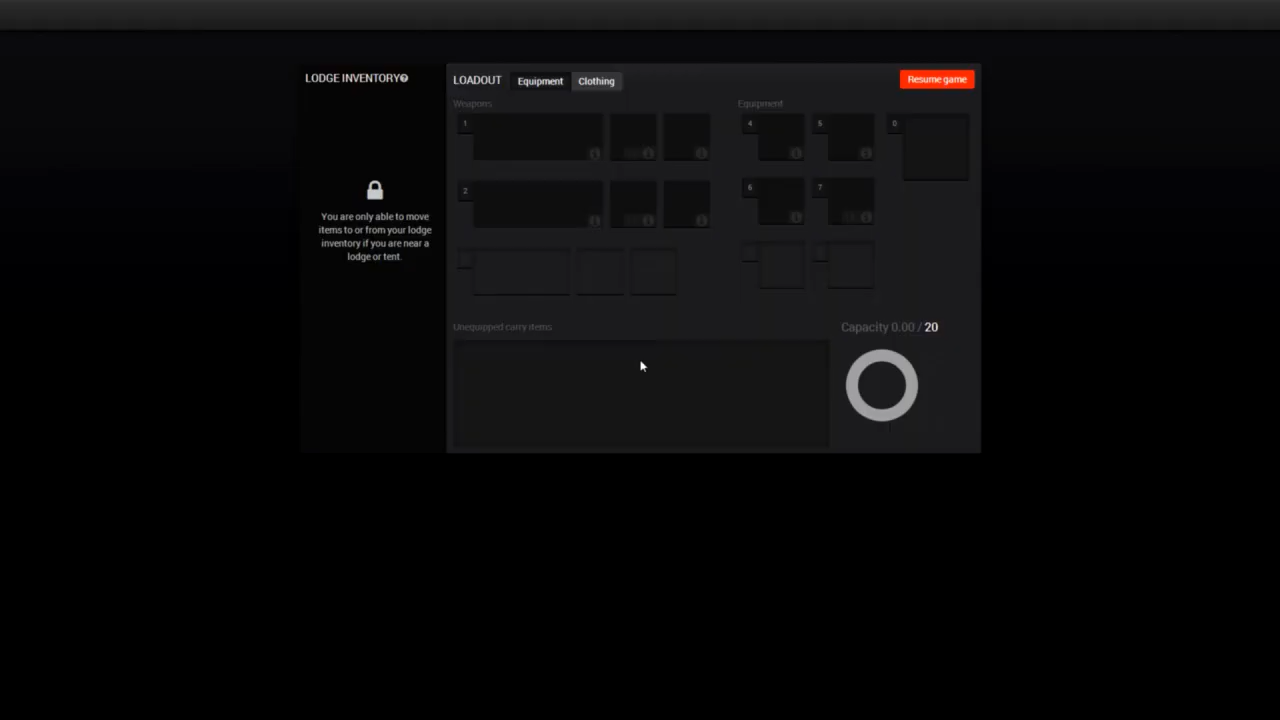 LODGE INVENTORY?
LOADOUT
Equipment
Clothing
Resume game
Weapons
Equipment
1
4
5
0
2
6
7
You are only able to move
items to or from your lodge
inventory if you are near a
lodge or tent.
Unequipped carry items
Capacity 0.00 / 20